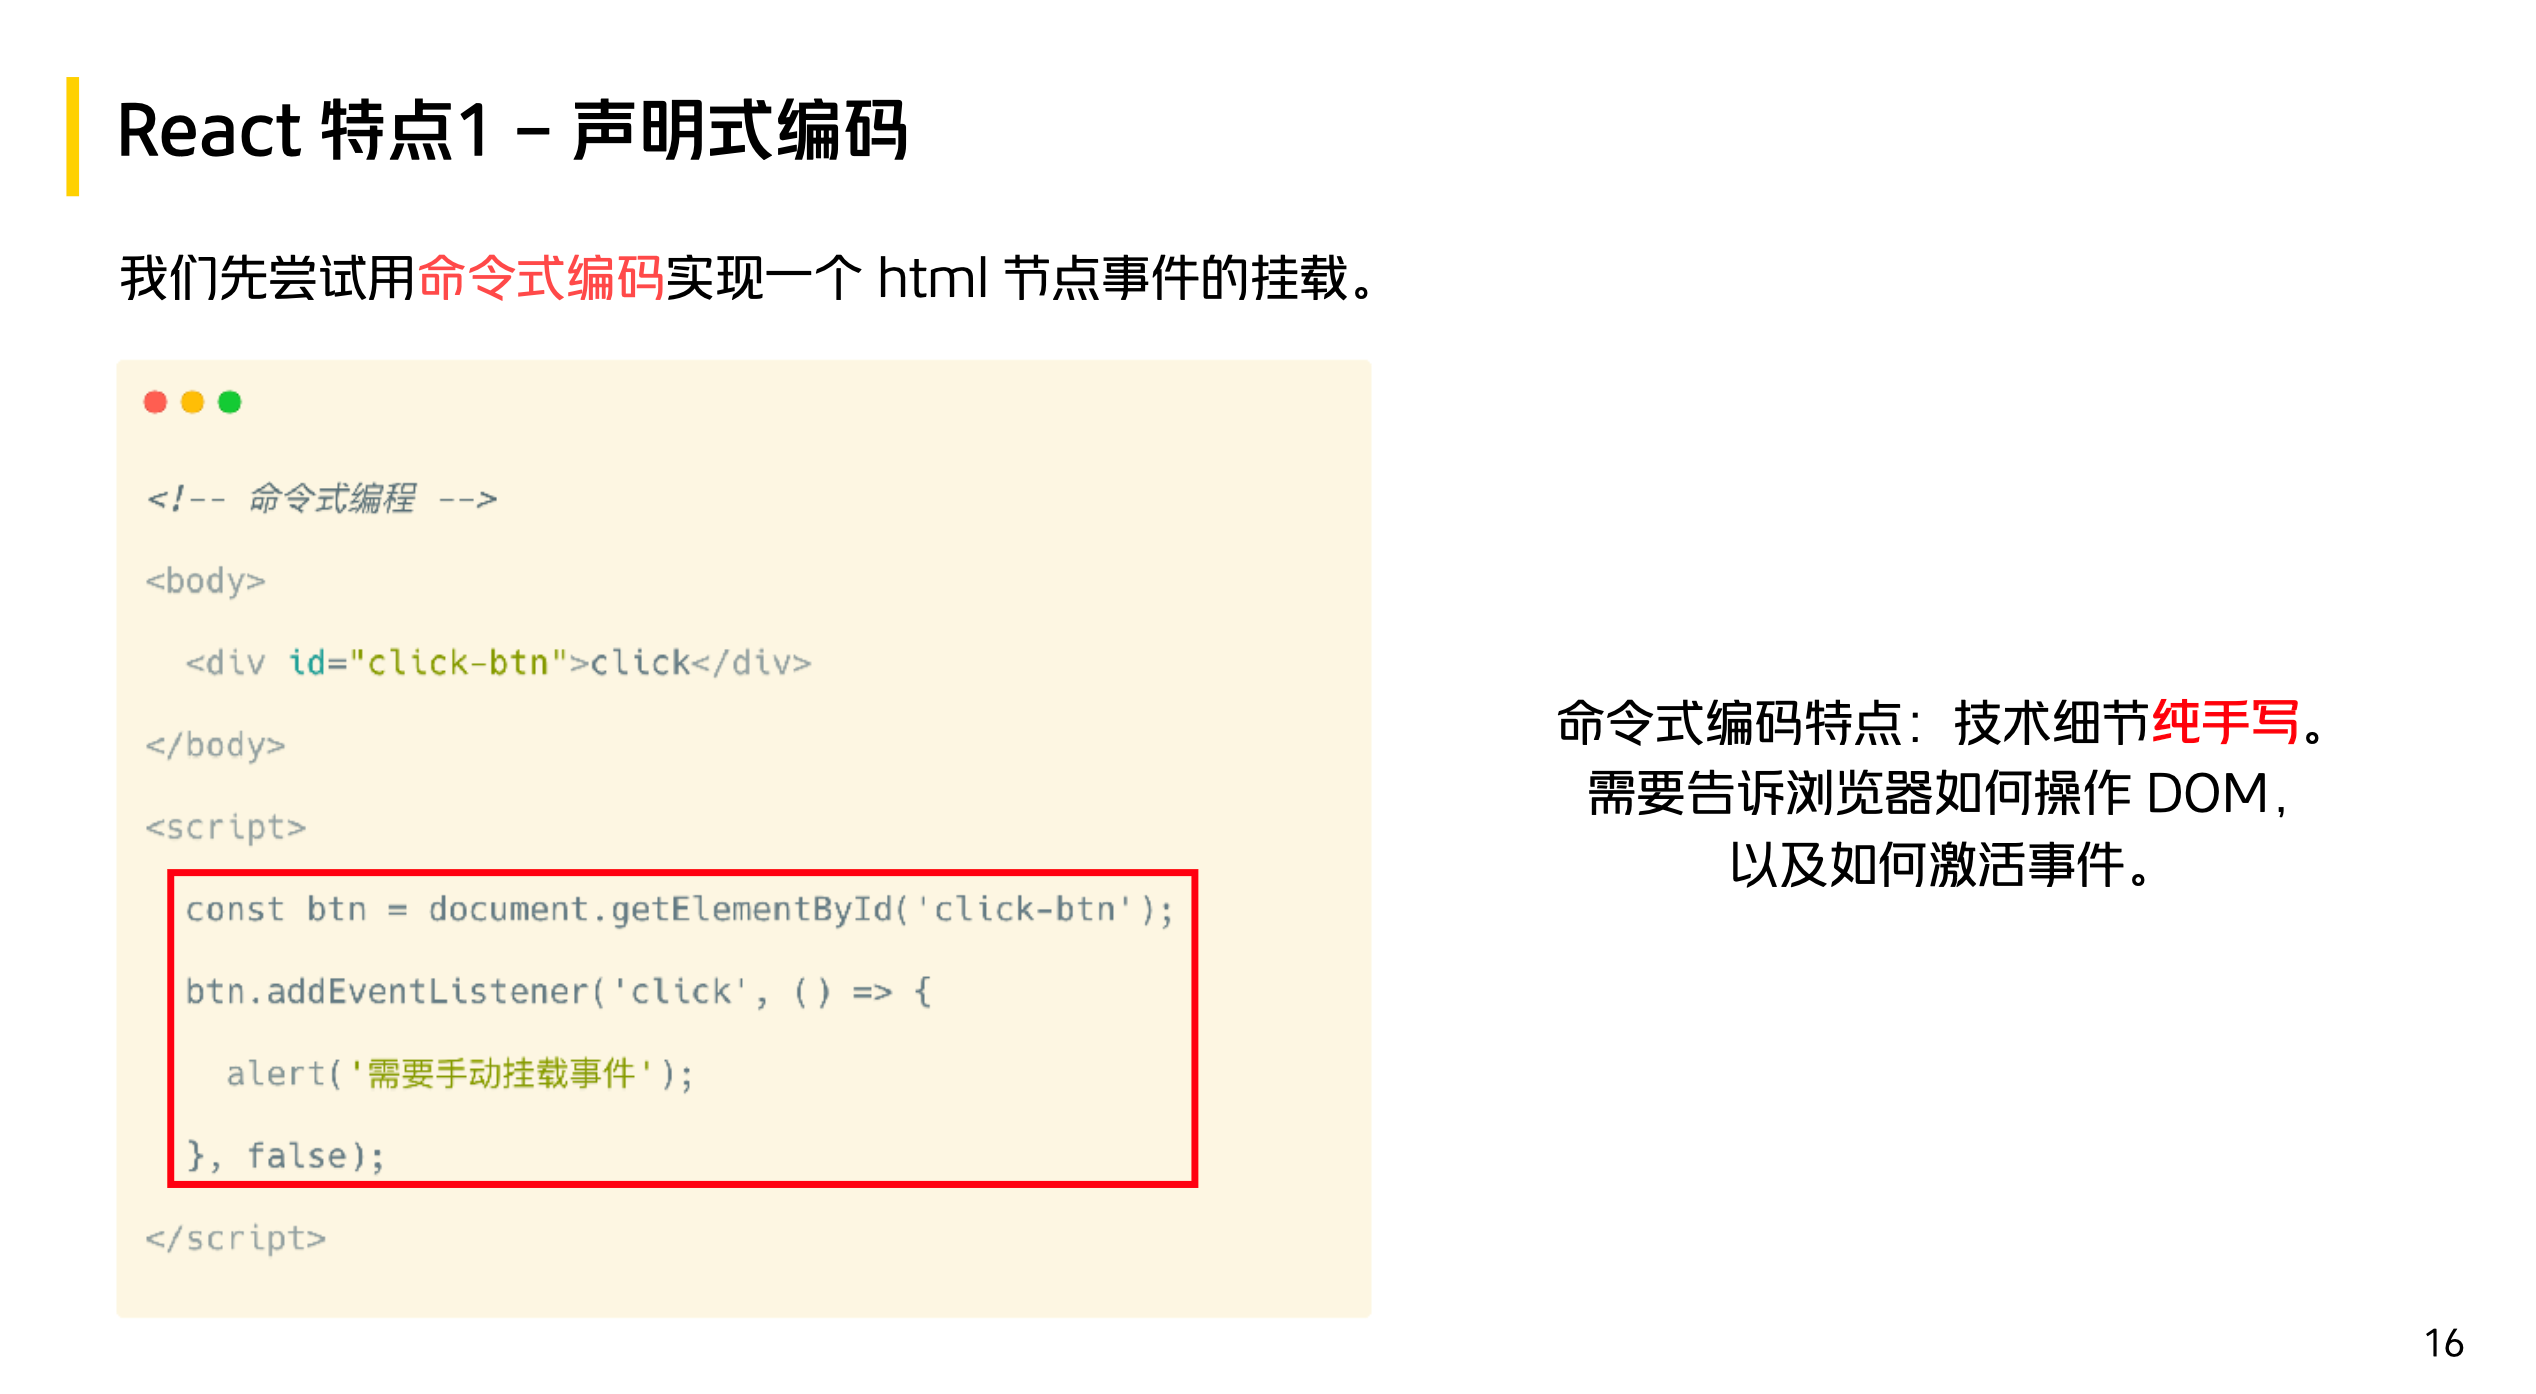 React 特点1 – 声明式编码
我们先尝试用命令式编码实现一个 html 节点事件的挂载。
<!-- 命令式编程 -->
<body>
  <div id="click-btn">click</div>
</body>
<script>
  const btn = document.getElementById('click-btn');
  btn.addEventListener('click', () => {
    alert('需要手动挂载事件');
  }, false);
</script>
命令式编码特点：技术细节纯手写。
需要告诉浏览器如何操作 DOM，
以及如何激活事件。
16